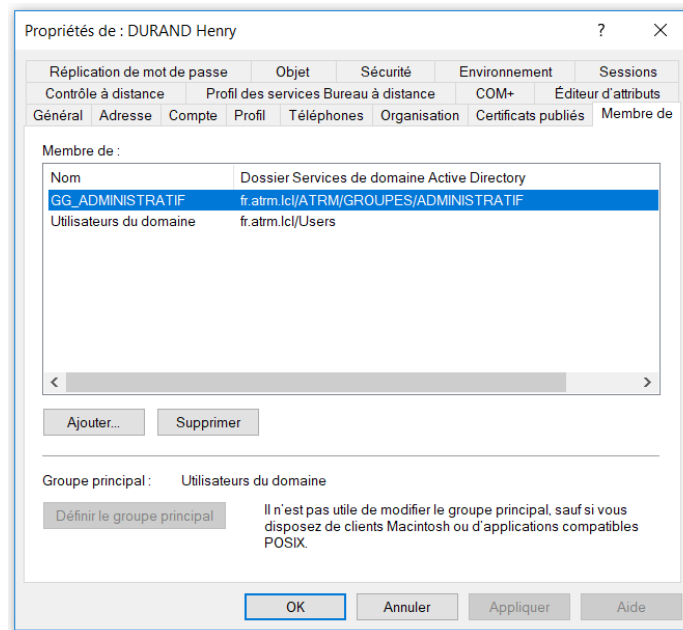 Propriétés de : DURAND Henry ?
Réplication de mot de passe Objet Sécurité Environnement Sessions
Contrôle à distance Profil des services Bureau à distance COM+ Éditeur d'attributs
Général Adresse Compte Profil Téléphones Organisation Certificats publiés Membre de
Membre de :
Nom Dossier Services de domaine Active Directory
GG_ADMINISTRATIF fr.atrm.lcl/ATRM/GROUPES/ADMINISTRATIF
Utilisateurs du domaine fr.atrm.lcl/Users
Ajouter... Supprimer
Groupe principal : Utilisateurs du domaine
Définir le groupe principal
Il n'est pas utile de modifier le groupe principal, sauf si vous
disposez de clients Macintosh ou d'applications compatibles
POSIX.
OK Annuler Appliquer Aide